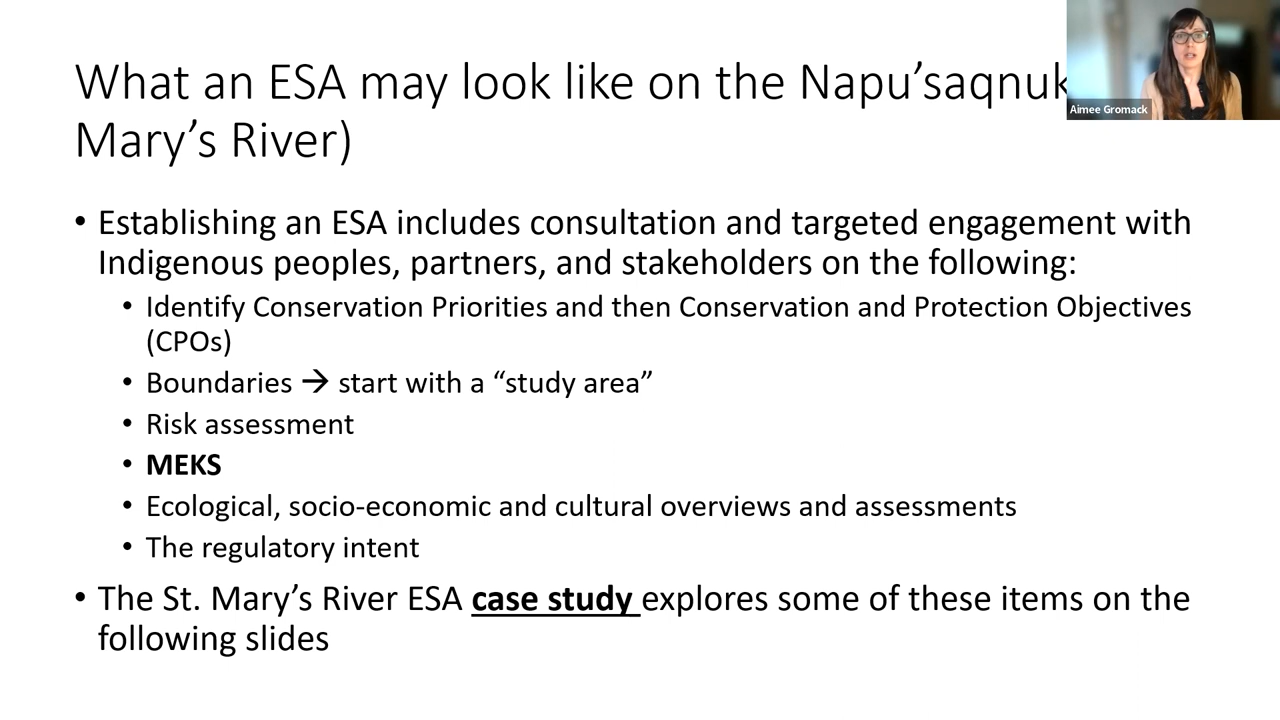 What an ESA may look like on the Napu’saqnuk
Mary’s River)
Aimee Gromack
• Establishing an ESA includes consultation and targeted engagement with
Indigenous peoples, partners, and stakeholders on the following:
• Identify Conservation Priorities and then Conservation and Protection Objectives
(CPOs)
• Boundaries → start with a “study area”
• Risk assessment
• MEKS
• Ecological, socio-economic and cultural overviews and assessments
• The regulatory intent
• The St. Mary’s River ESA case study explores some of these items on the
following slides